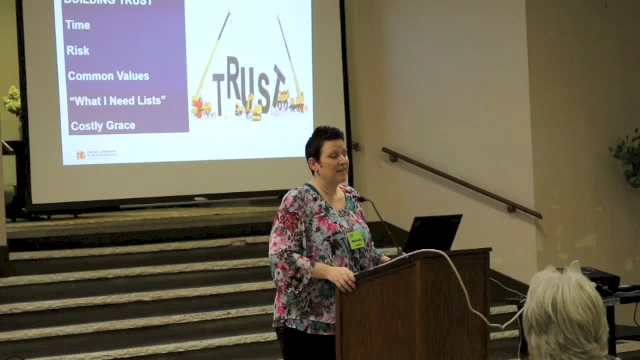 BUILDING TRUST
Time
Risk
Common Values
"What I Need Lists"
Costly Grace
TRUST